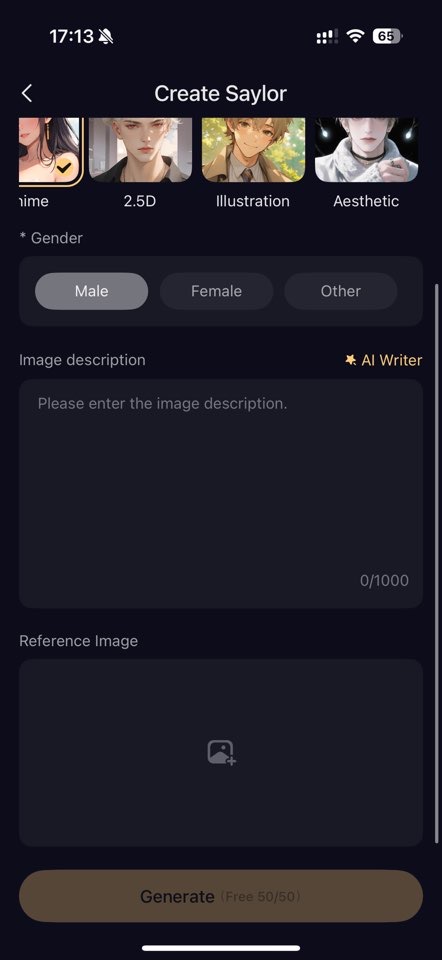 17:13
65
Create Saylor
nime
2.5D
Illustration
Aesthetic
* Gender
Male
Female
Other
Image description
AI Writer
Please enter the image description.
0/1000
Reference Image
Generate (Free 50/50)